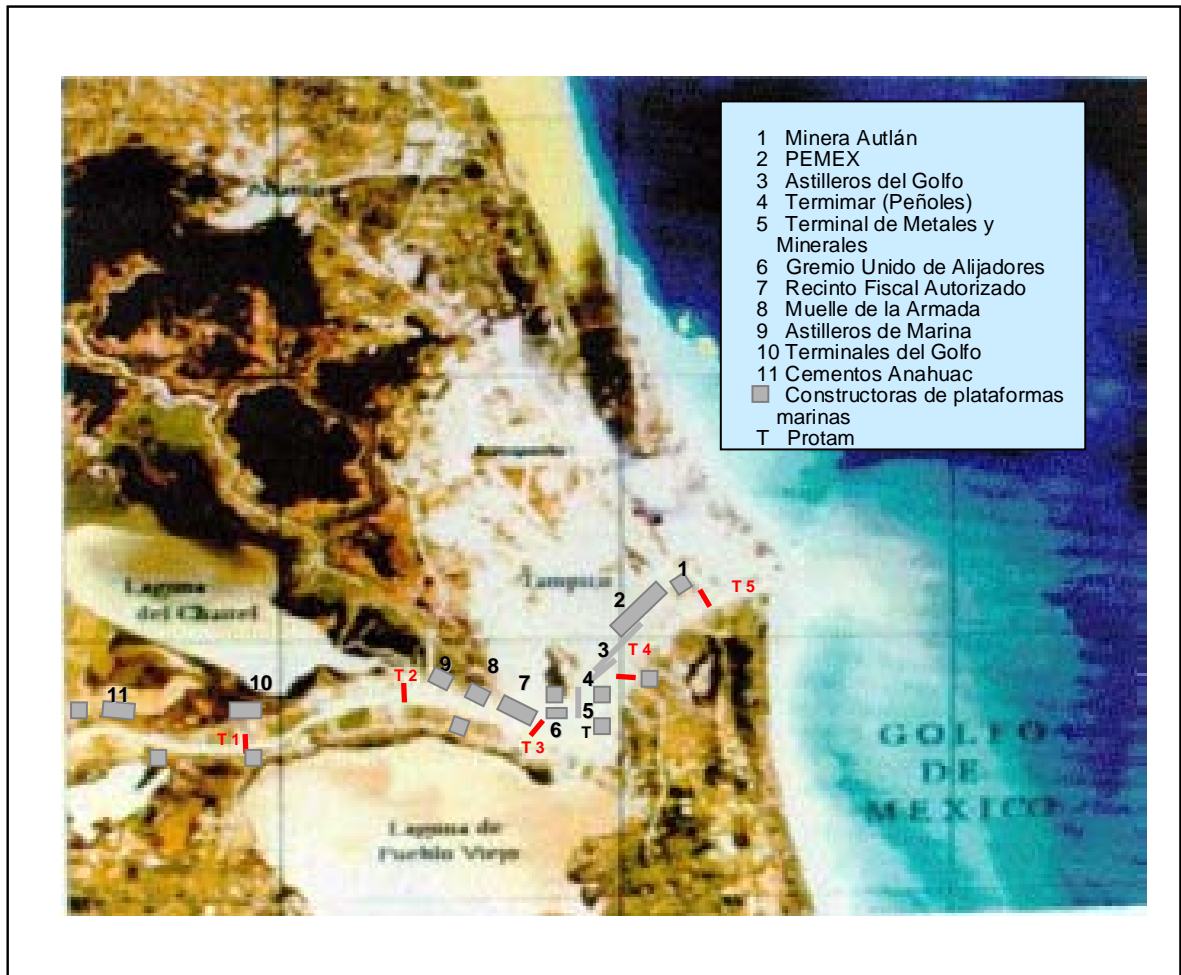 1 Minera Autlán
2 PEMEX
3 Astilleros del Golfo
4 Termimar (Peñoles)
5 Terminal de Metales y
Minerales
6 Gremio Unido de Alijadores
7 Recinto Fiscal Autorizado
8 Muelle de la Armada
9 Astilleros de Marina
10 Terminales del Golfo
11 Cementos Anahuac
Constructoras de plataformas
marinas
T Protam
Altamira
Aeropuerto
Tampico
Laguna
del Chairel
1
T 5
2
3
T 4
T 2
9
8
4
10
11
7
5
T
6
T 1
T 3
GOLFO
DE
MEXICO
Laguna de
Pueblo Viejo